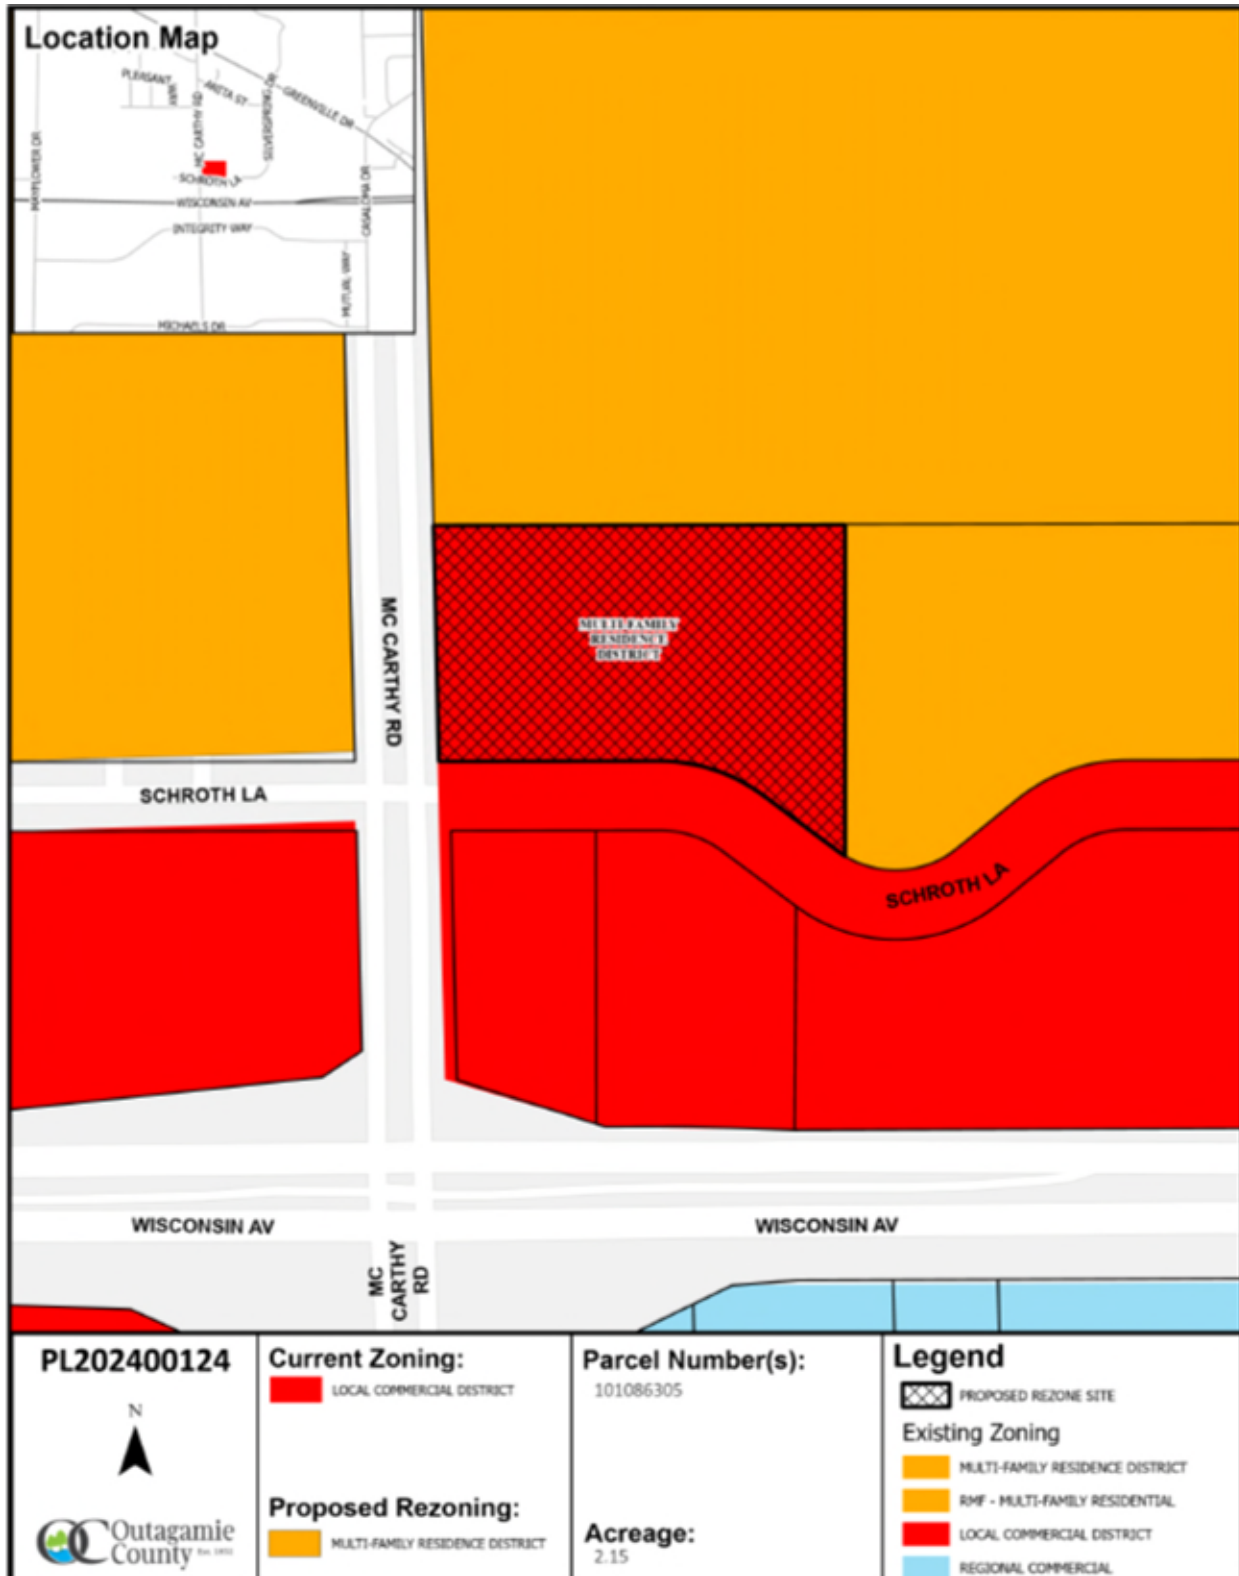 Location Map
PLEASANT
WAY
ANITA ST
SILVERSPRING DR
GREENVILLE DR
MC CARTHY RD
MAYFLOWER DR
SCHROTH LA
WISCONSIN AV
CASALOMA DR
INTEGRITY WAY
MUTUAL WAY
MICHAELS DR
MC CARTHY RD
MULTI-FAMILY
RESIDENCE
DISTRICT
SCHROTH LA
SCHROTH LA
WISCONSIN AV
WISCONSIN AV
MC
CARTHY
RD
PL202400124
N
Outagamie
County Est. 1851
Current Zoning:
LOCAL COMMERCIAL DISTRICT
Proposed Rezoning:
MULTI-FAMILY RESIDENCE DISTRICT
Parcel Number(s):
101086305
Acreage:
2.15
Legend
PROPOSED REZONE SITE
Existing Zoning
MULTI-FAMILY RESIDENCE DISTRICT
RMF - MULTI-FAMILY RESIDENTIAL
LOCAL COMMERCIAL DISTRICT
REGIONAL COMMERCIAL